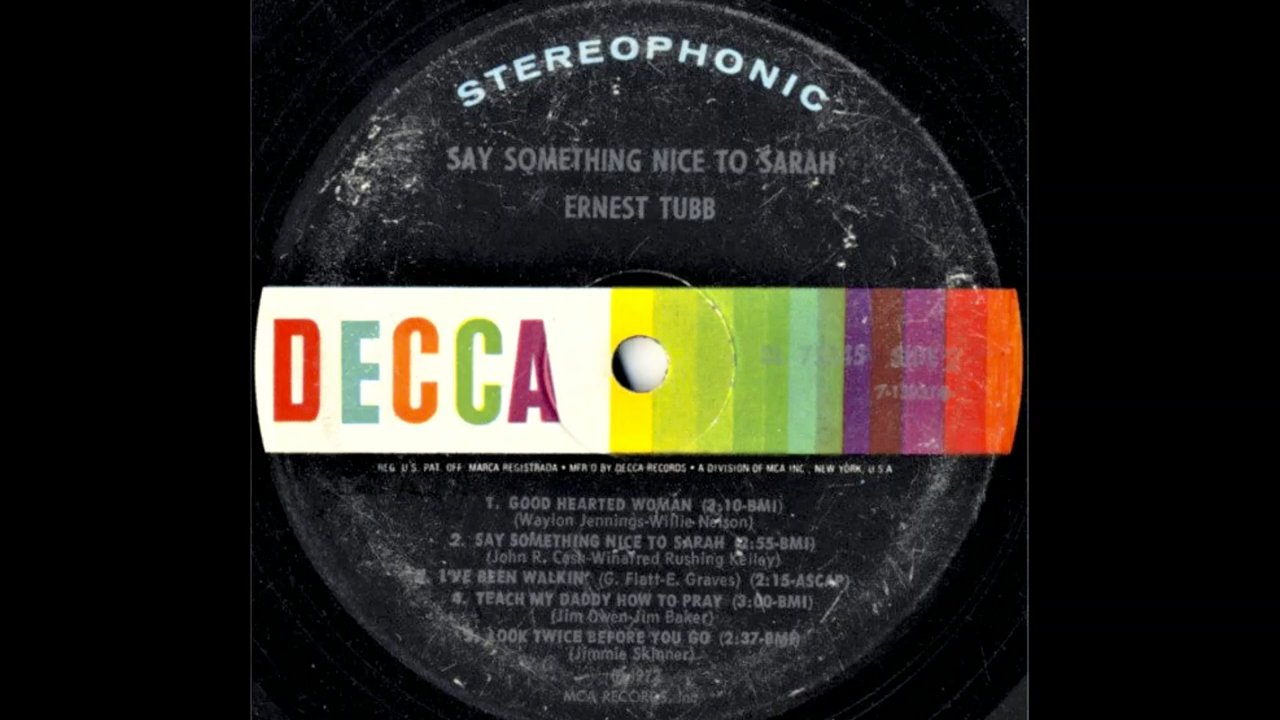 STEREOPHONIC
SAY SOMETHING NICE TO SARAH
ERNEST TUBB
DECCA
SIDE
REG. U.S. PAT. OFF. MARCA REGISTRADA • MFR'D BY DECCA RECORDS • A DIVISION OF MCA INC., NEW YORK, U.S.A
1. GOOD HEARTED WOMAN (2:10-BMI)
(Waylon Jennings-Willie Nelson)
2. SAY SOMETHING NICE TO SARAH (2:55-BMI)
(John R. Cash-Winafred Rushing Kelley)
3. I'VE BEEN WALKIN' (G. Flatt-E. Graves) (2:15-ASCAP)
4. TEACH MY DADDY HOW TO PRAY (3:00-BMI)
(Jim Owen-Jim Baker)
5. LOOK TWICE BEFORE YOU GO (2:37-BMI)
(Jimmie Skinner)
MCA RECORDS, Inc.